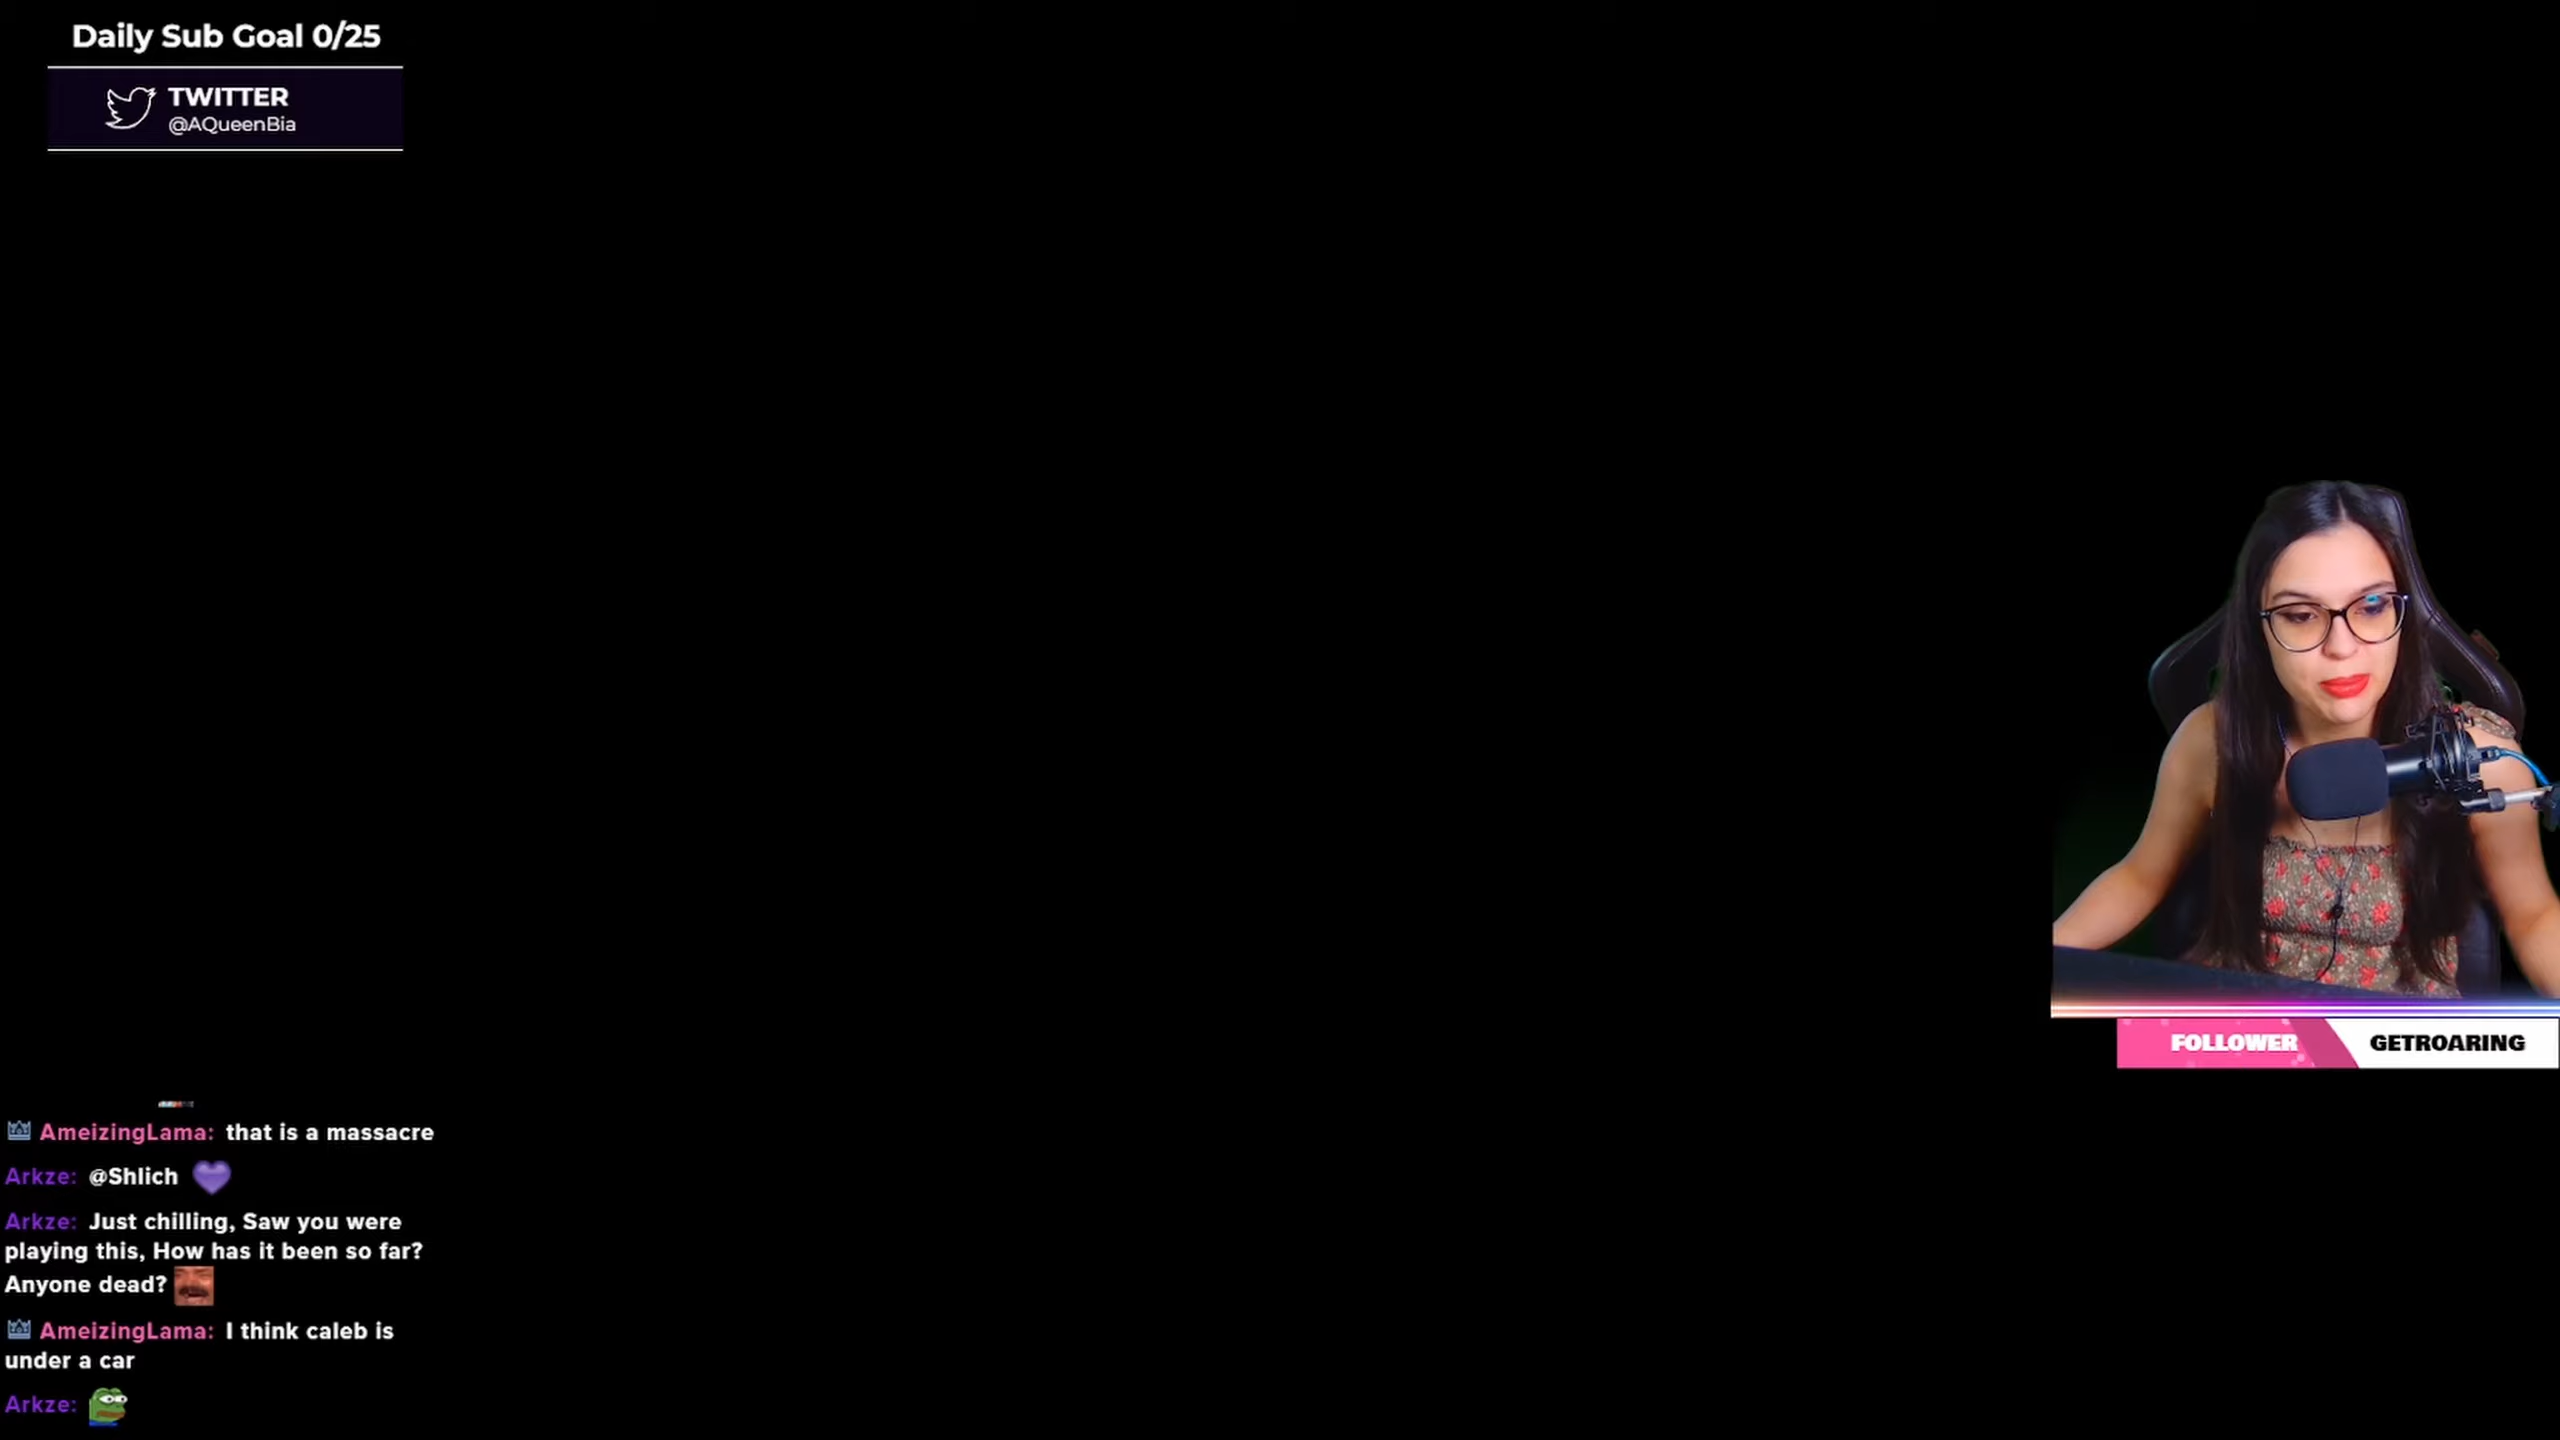 Daily Sub Goal 0/25
TWITTER
@AQueenBia
FOLLOWER GETROARING
AmeizingLama: that is a massacre
Arkze: @Shlich
Arkze: Just chilling, Saw you were
playing this, How has it been so far?
Anyone dead?
AmeizingLama: I think caleb is
under a car
Arkze: